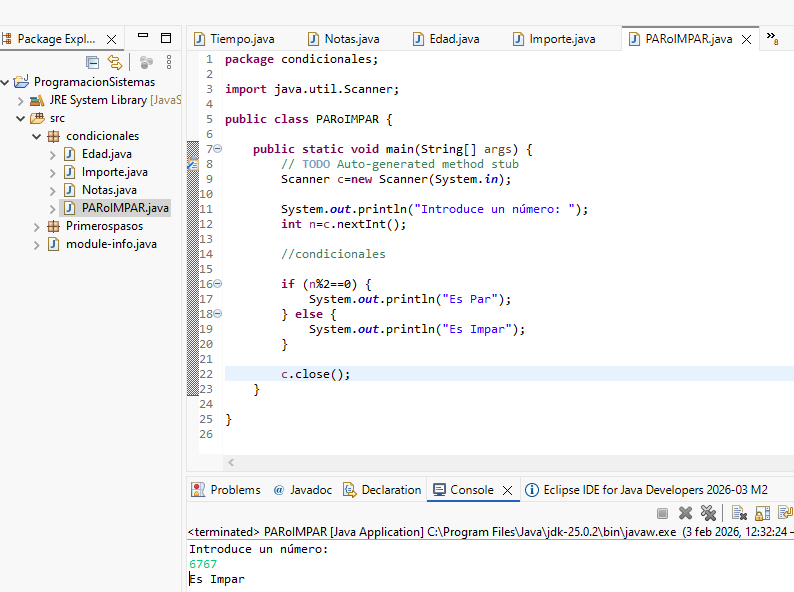 Package Expl...
ProgramacionSistemas
JRE System Library [JavaS
src
condicionales
Edad.java
Importe.java
Notas.java
PARoIMPAR.java
Primerospasos
module-info.java
Tiempo.java Notas.java Edad.java Importe.java PARoIMPAR.java 8
1 package condicionales;
2
3 import java.util.Scanner;
4
5 public class PARoIMPAR {
6
7 public static void main(String[] args) {
8 // TODO Auto-generated method stub
9 Scanner c=new Scanner(System.in);
10
11 System.out.println("Introduce un número: ");
12 int n=c.nextInt();
13
14 //condicionales
15
16 if (n%2==0) {
17 System.out.println("Es Par");
18 } else {
19 System.out.println("Es Impar");
20 }
21
22 c.close();
23 }
24
25 }
26
Problems @ Javadoc Declaration Console Eclipse IDE for Java Developers 2026-03 M2
<terminated> PARoIMPAR [Java Application] C:\Program Files\Java\jdk-25.0.2\bin\javaw.exe (3 feb 2026, 12:32:24 –
Introduce un número:
6767
Es Impar